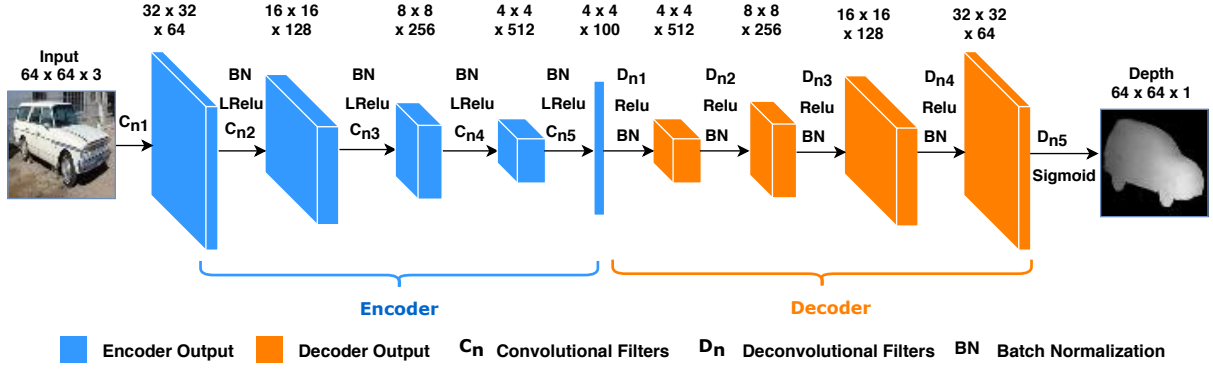 32 x 32 16 x 16 8 x 8 4 x 4 4 x 4 4 x 4 8 x 8 16 x 16 32 x 32
x 64 x 128 x 256 x 512 x 100 x 512 x 256 x 128 x 64
Input
64 x 64 x 3
Depth
64 x 64 x 1
Cn1
BN
LRelu
Cn2
BN
LRelu
Cn3
BN
LRelu
Cn4
BN
LRelu
Cn5
Dn1
Relu
BN
Dn2
Relu
BN
Dn3
Relu
BN
Dn4
Relu
BN
Dn5
Sigmoid
Encoder
Decoder
Encoder Output Decoder Output Cn Convolutional Filters Dn Deconvolutional Filters BN Batch Normalization